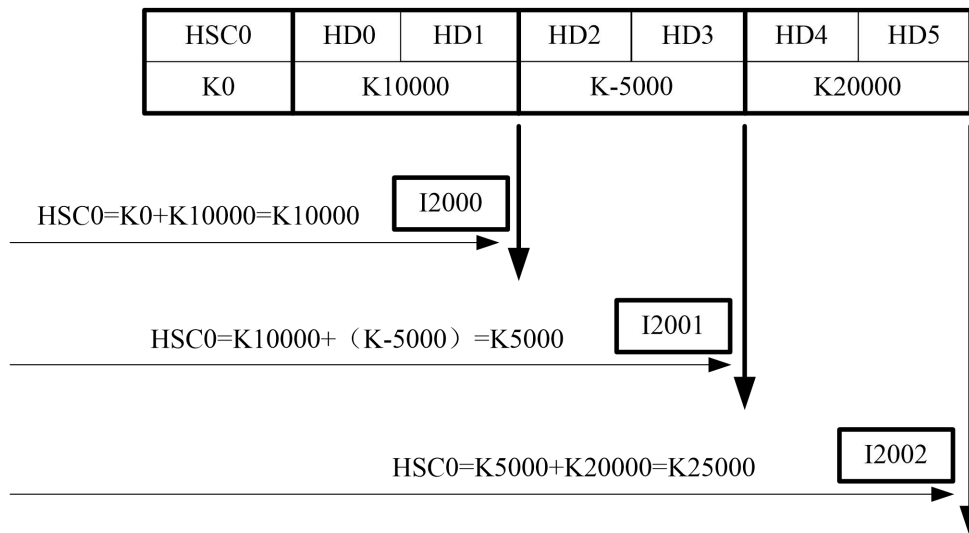 HSC0 HD0 HD1 HD2 HD3 HD4 HD5
K0 K10000 K-5000 K20000
I2000
HSC0=K0+K10000=K10000
I2001
HSC0=K10000+（K-5000）=K5000
I2002
HSC0=K5000+K20000=K25000